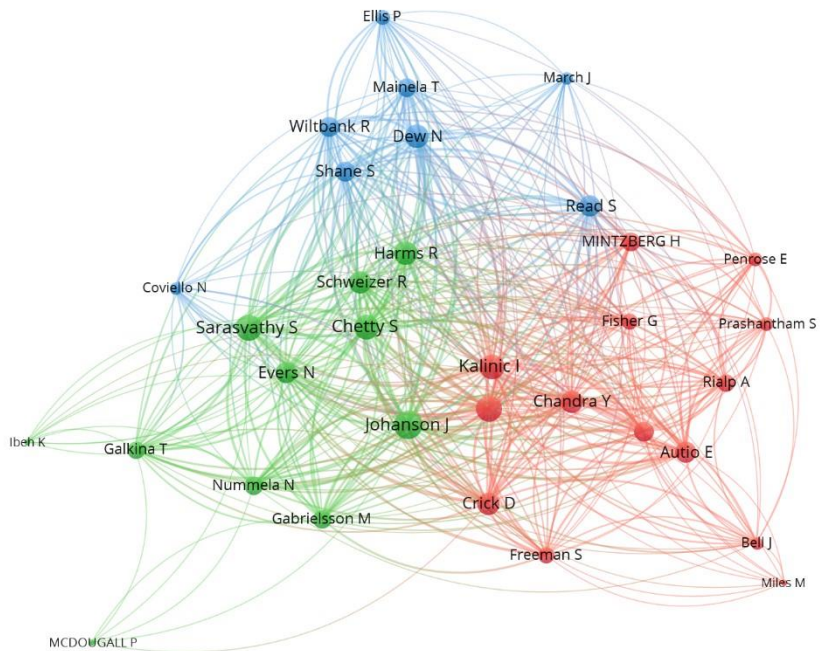 Ellis P
March J
Mainela T
Wiltbank R
Dew N
Shane S
Read S
MINTZBERG H
Harms R
Penrose E
Schweizer R
Coviello N
Fisher G
Prashantham S
Sarasvathy S
Chetty S
Kalinic I
Evers N
Rialp A
Chandra Y
Johanson J
Ibeh K
Galkina T
Autio E
Nummela N
Crick D
Gabrielsson M
Bell J
Freeman S
Miles M
MCDOUGALL P